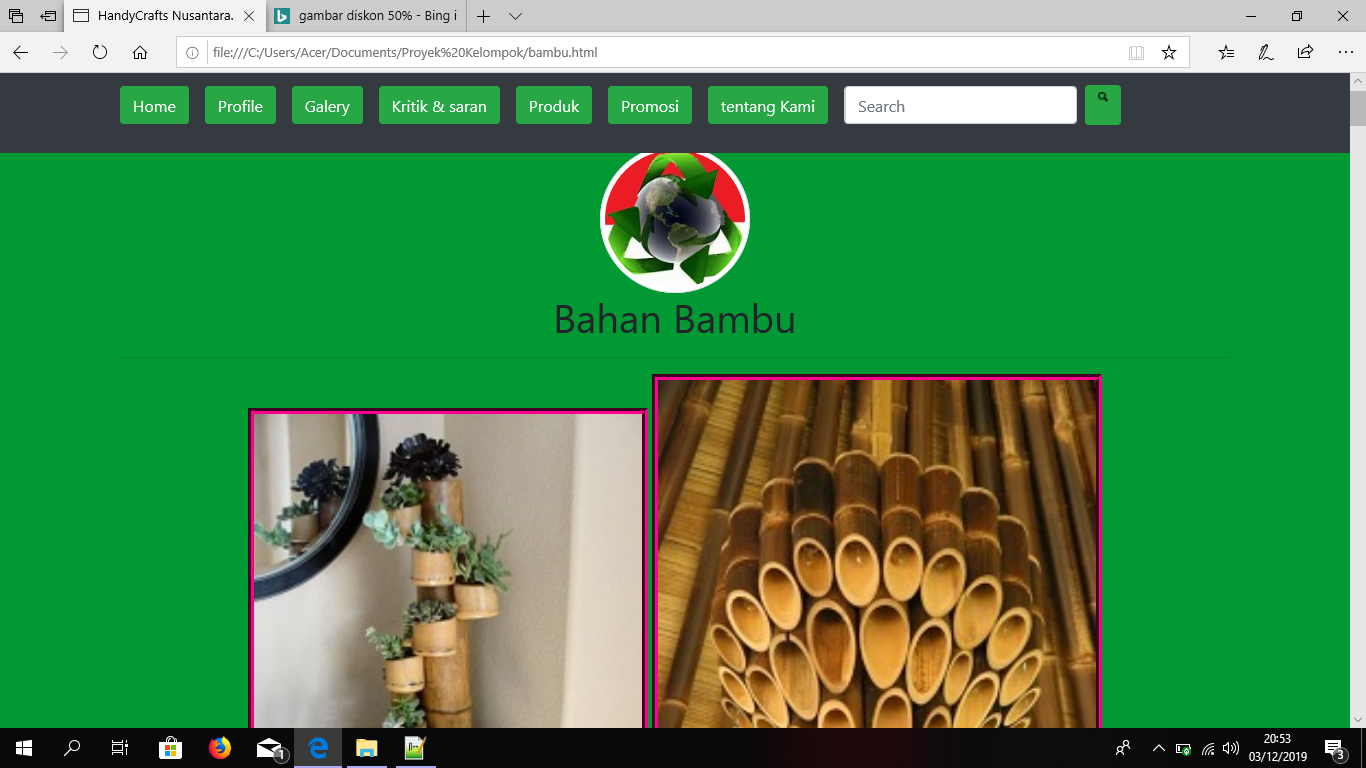 HandyCrafts Nusantara.
gambar diskon 50% - Bing i
file:///C:/Users/Acer/Documents/Proyek%20Kelompok/bambu.html
Home Profile Galery Kritik & saran Produk Promosi tentang Kami Search
Bahan Bambu
1
20:53
03/12/2019
3